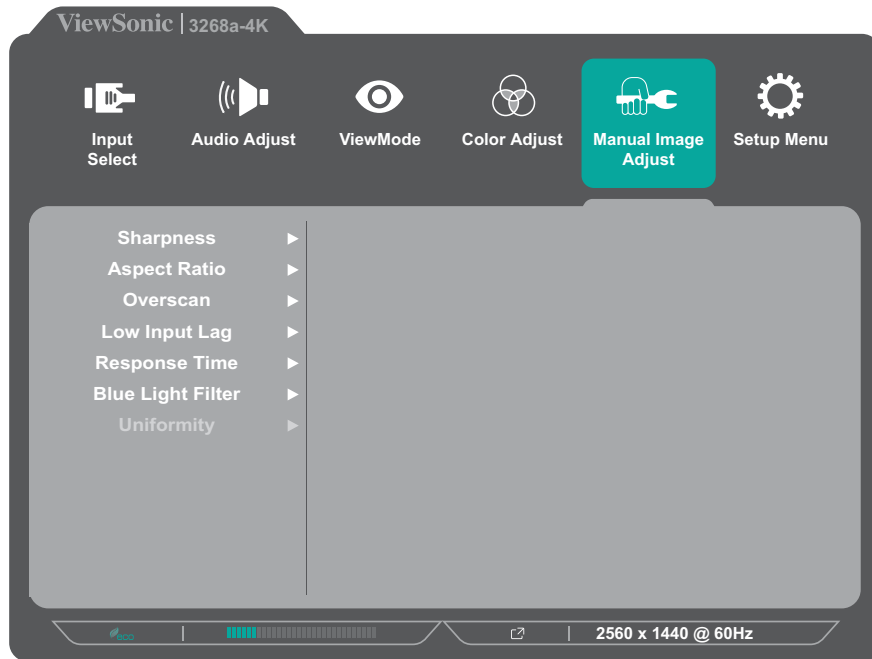 ViewSonic | 3268a-4K
Input Select
Audio Adjust
ViewMode
Color Adjust
Manual Image Adjust
Setup Menu
Sharpness
Aspect Ratio
Overscan
Low Input Lag
Response Time
Blue Light Filter
Uniformity
eco
2560 x 1440 @ 60Hz